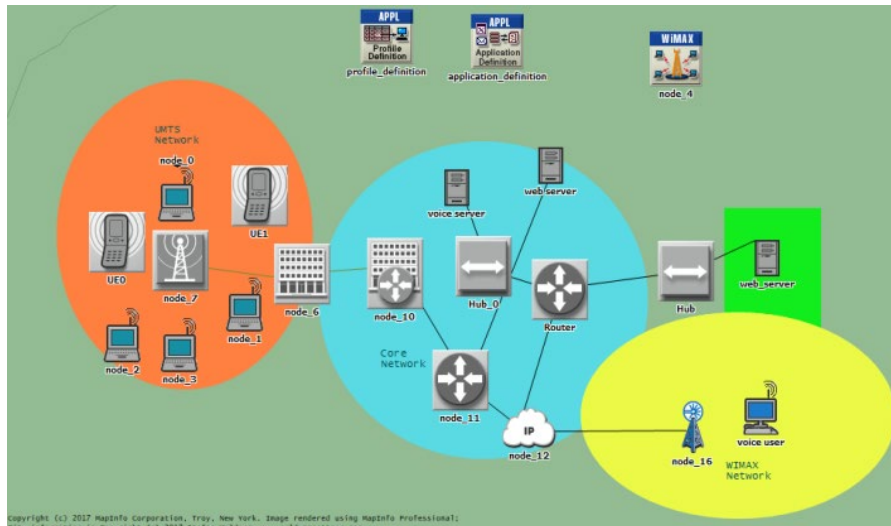 APPL
Profile
Definition
profile_definition
APPL
Application
Definition
application_definition
WiMAX
node_4
UMTS
Network
node_0
UE1
UE0
node_7
node_1
node_2
node_3
node_6
node_10
voice server
web server
Hub_0
Router
Core
Network
node_11
IP
node_12
Hub
web_server
node_16
voice user
WIMAX
Network
Copyright (c) 2017 MapInfo Corporation, Troy, New York. Image rendered using MapInfo Professional;